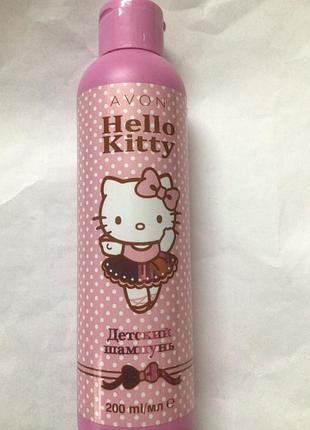 AVON
Hello
Kitty
Детский
шампунь
200 ml/мл e